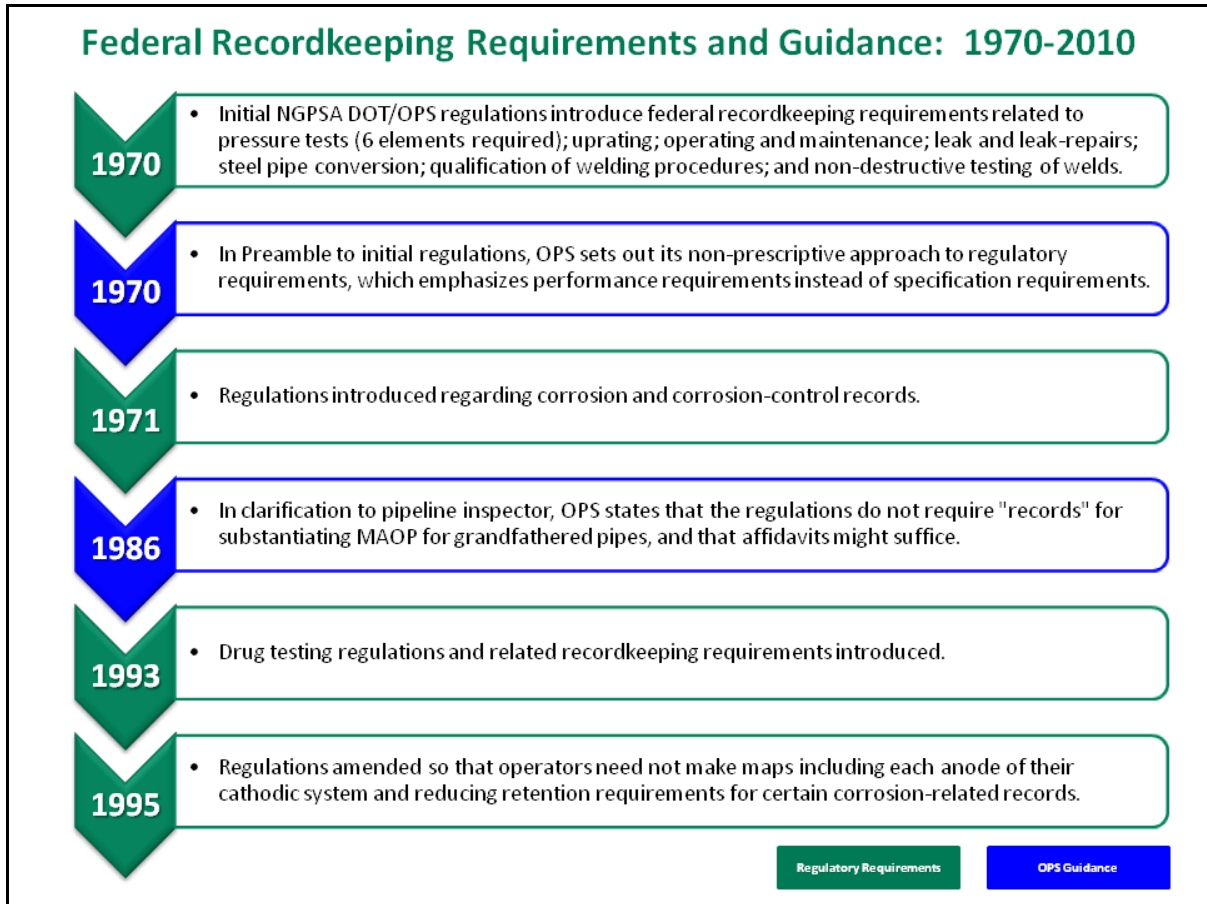 Federal Recordkeeping Requirements and Guidance: 1970-2010
1970
• Initial NGPSA DOT/OPS regulations introduce federal recordkeeping requirements related to
pressure tests (6 elements required); uprating; operating and maintenance; leak and leak-repairs;
steel pipe conversion; qualification of welding procedures; and non-destructive testing of welds.
1970
• In Preamble to initial regulations, OPS sets out its non-prescriptive approach to regulatory
requirements, which emphasizes performance requirements instead of specification requirements.
1971
• Regulations introduced regarding corrosion and corrosion-control records.
1986
• In clarification to pipeline inspector, OPS states that the regulations do not require "records" for
substantiating MAOP for grandfathered pipes, and that affidavits might suffice.
1993
• Drug testing regulations and related recordkeeping requirements introduced.
1995
• Regulations amended so that operators need not make maps including each anode of their
cathodic system and reducing retention requirements for certain corrosion-related records.
Regulatory Requirements
OPS Guidance